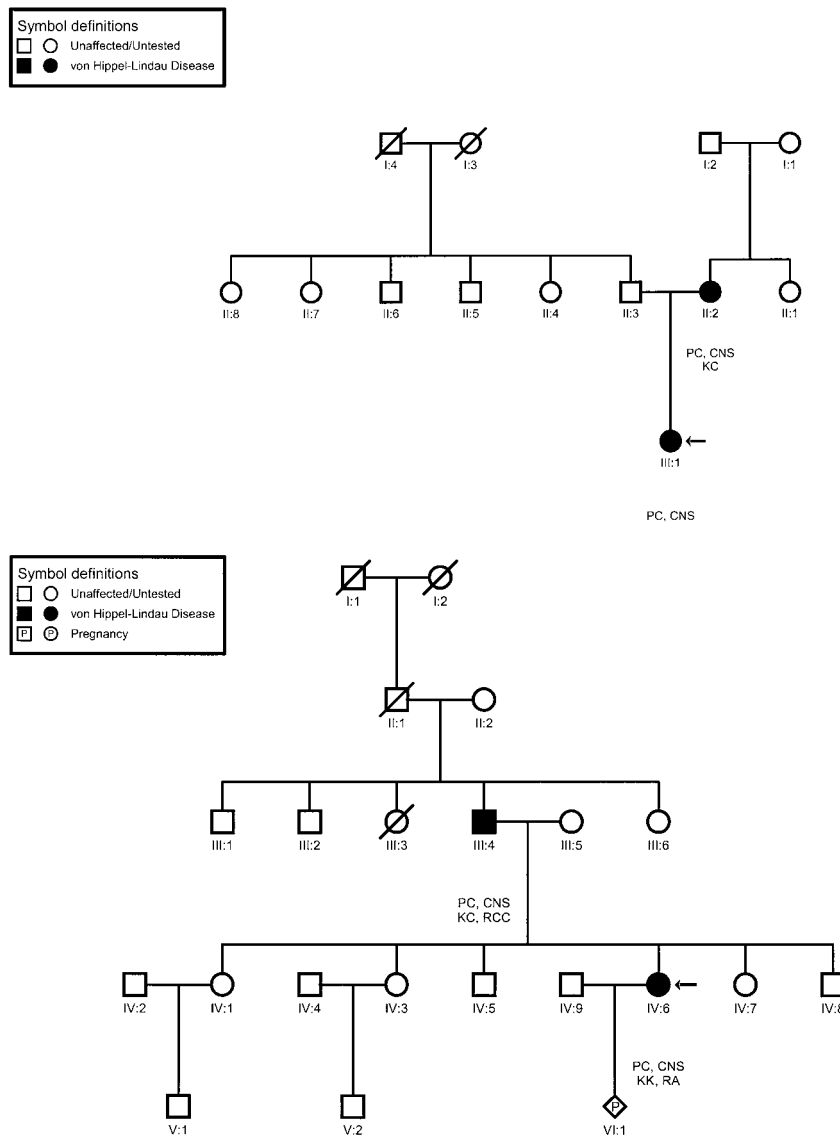 Symbol definitions
Unaffected/Untested
von Hippel-Lindau Disease
I:4 I:3 I:2 I:1
II:8 II:7 II:6 II:5 II:4 II:3 II:2 II:1
PC, CNS
KC
III:1
PC, CNS
Symbol definitions
Unaffected/Untested
von Hippel-Lindau Disease
P P Pregnancy
I:1 I:2
II:1 II:2
III:1 III:2 III:3 III:4 III:5 III:6
PC, CNS
KC, RCC
IV:2 IV:1 IV:4 IV:3 IV:5 IV:9 IV:6 IV:7 IV:8
PC, CNS
KK, RA
P
V:1 V:2 VI:1